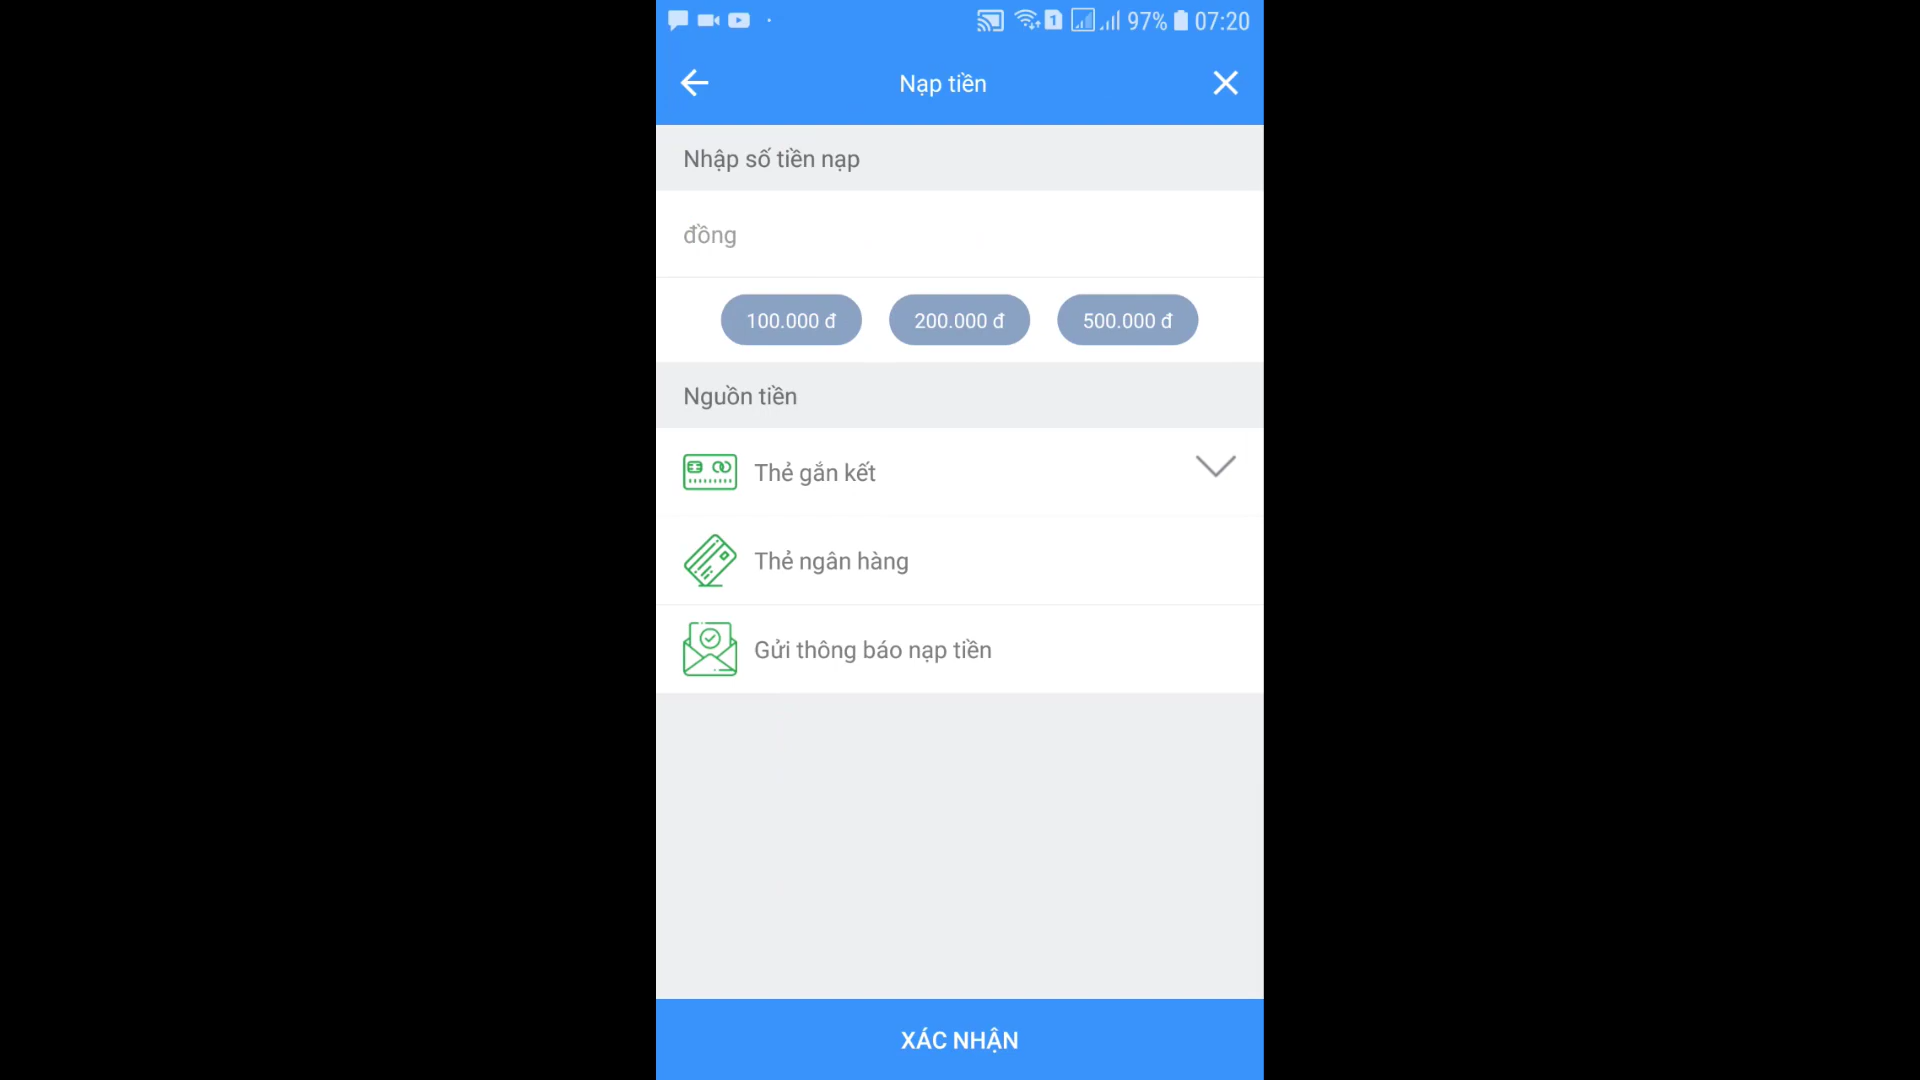 1 97% 07:20
Nạp tiền
Nhập số tiền nạp
đồng
100.000 đ 200.000 đ 500.000 đ
Nguồn tiền
Thẻ gắn kết
Thẻ ngân hàng
Gửi thông báo nạp tiền
XÁC NHẬN